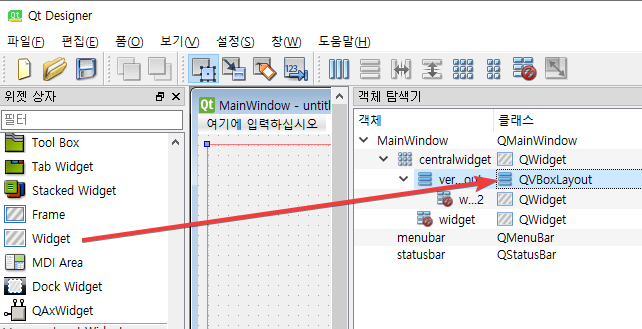 Qt Designer
파일(F) 편집(E) 폼(O) 보기(V) 설정(S) 창(W) 도움말(H)
123
위젯 상자
필터
Tool Box
Tab Widget
Stacked Widget
Frame
Widget
MDI Area
Dock Widget
QAxWidget
Qt MainWindow - untitl
여기에 입력하십시오
객체 탐색기
객체 클래스
MainWindow QMainWindow
centralwidget QWidget
ver...out QVBoxLayout
w...2 QWidget
widget QWidget
menubar QMenuBar
statusbar QStatusBar